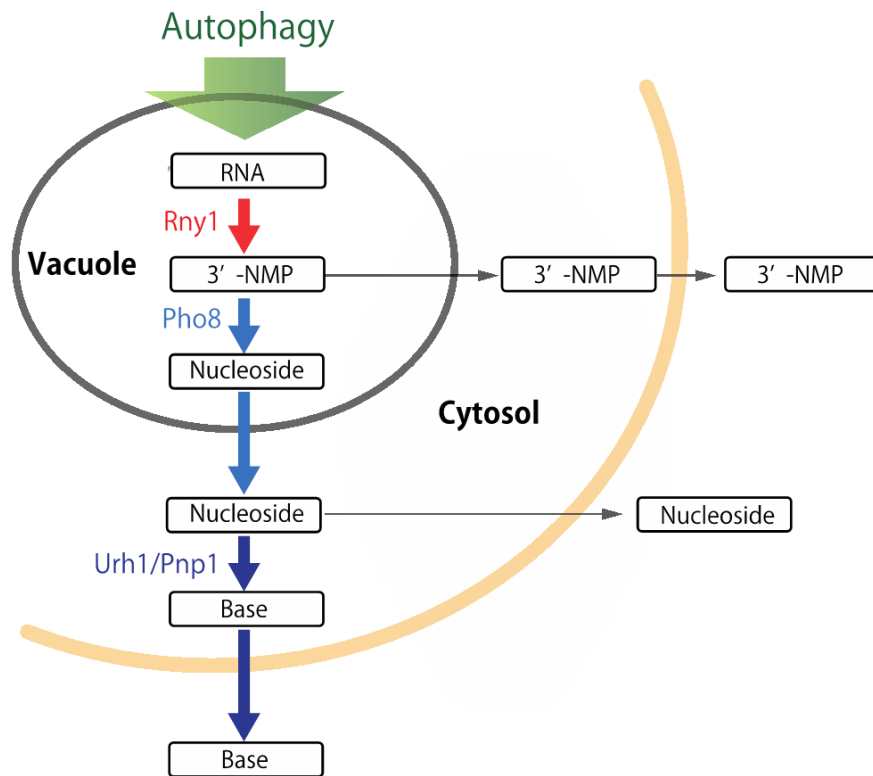 Autophagy
RNA
Rny1
Vacuole
3′ -NMP
3′ -NMP
3′ -NMP
Pho8
Nucleoside
Cytosol
Nucleoside
Nucleoside
Urh1/Pnp1
Base
Base